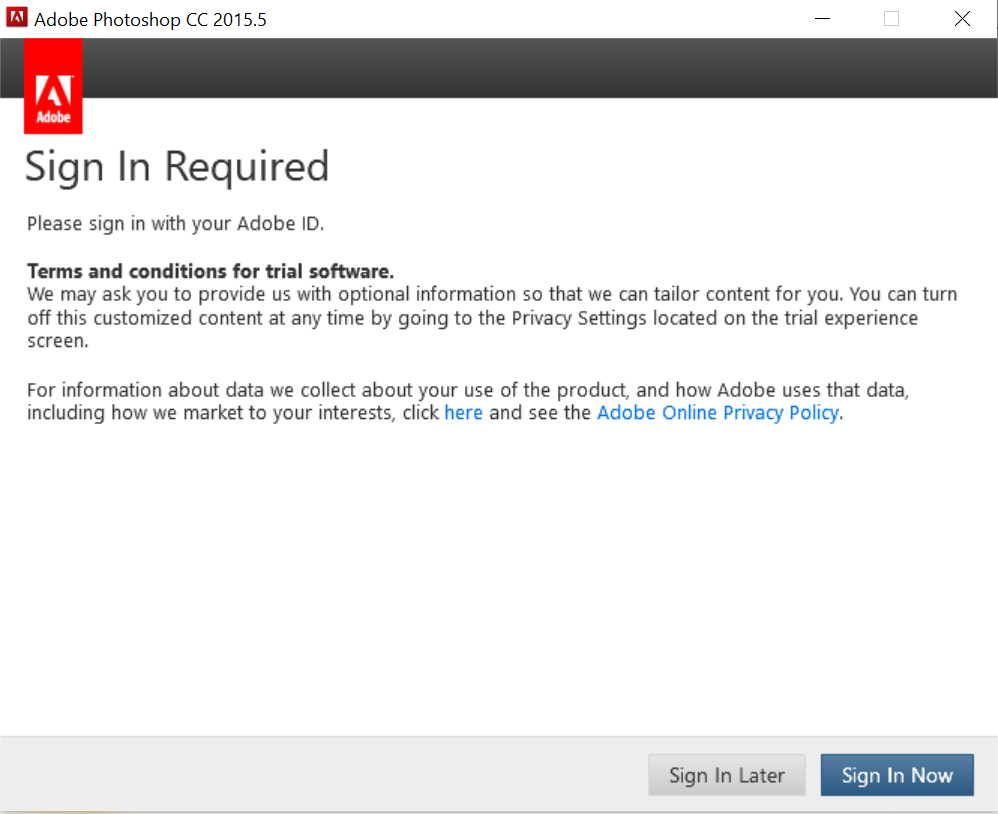 Adobe Photoshop CC 2015.5
Adobe
Sign In Required
Please sign in with your Adobe ID.
Terms and conditions for trial software.
We may ask you to provide us with optional information so that we can tailor content for you. You can turn
off this customized content at any time by going to the Privacy Settings located on the trial experience
screen.
For information about data we collect about your use of the product, and how Adobe uses that data,
including how we market to your interests, click here and see the Adobe Online Privacy Policy.
Sign In Later
Sign In Now